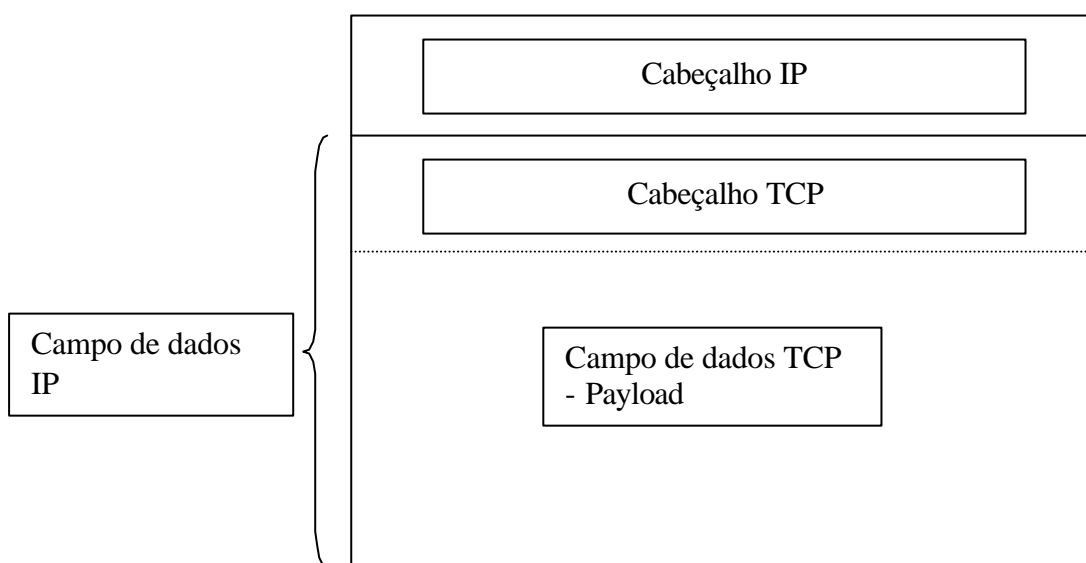 Cabeçalho IP
Cabeçalho TCP
Campo de dados
IP
Campo de dados TCP
- Payload